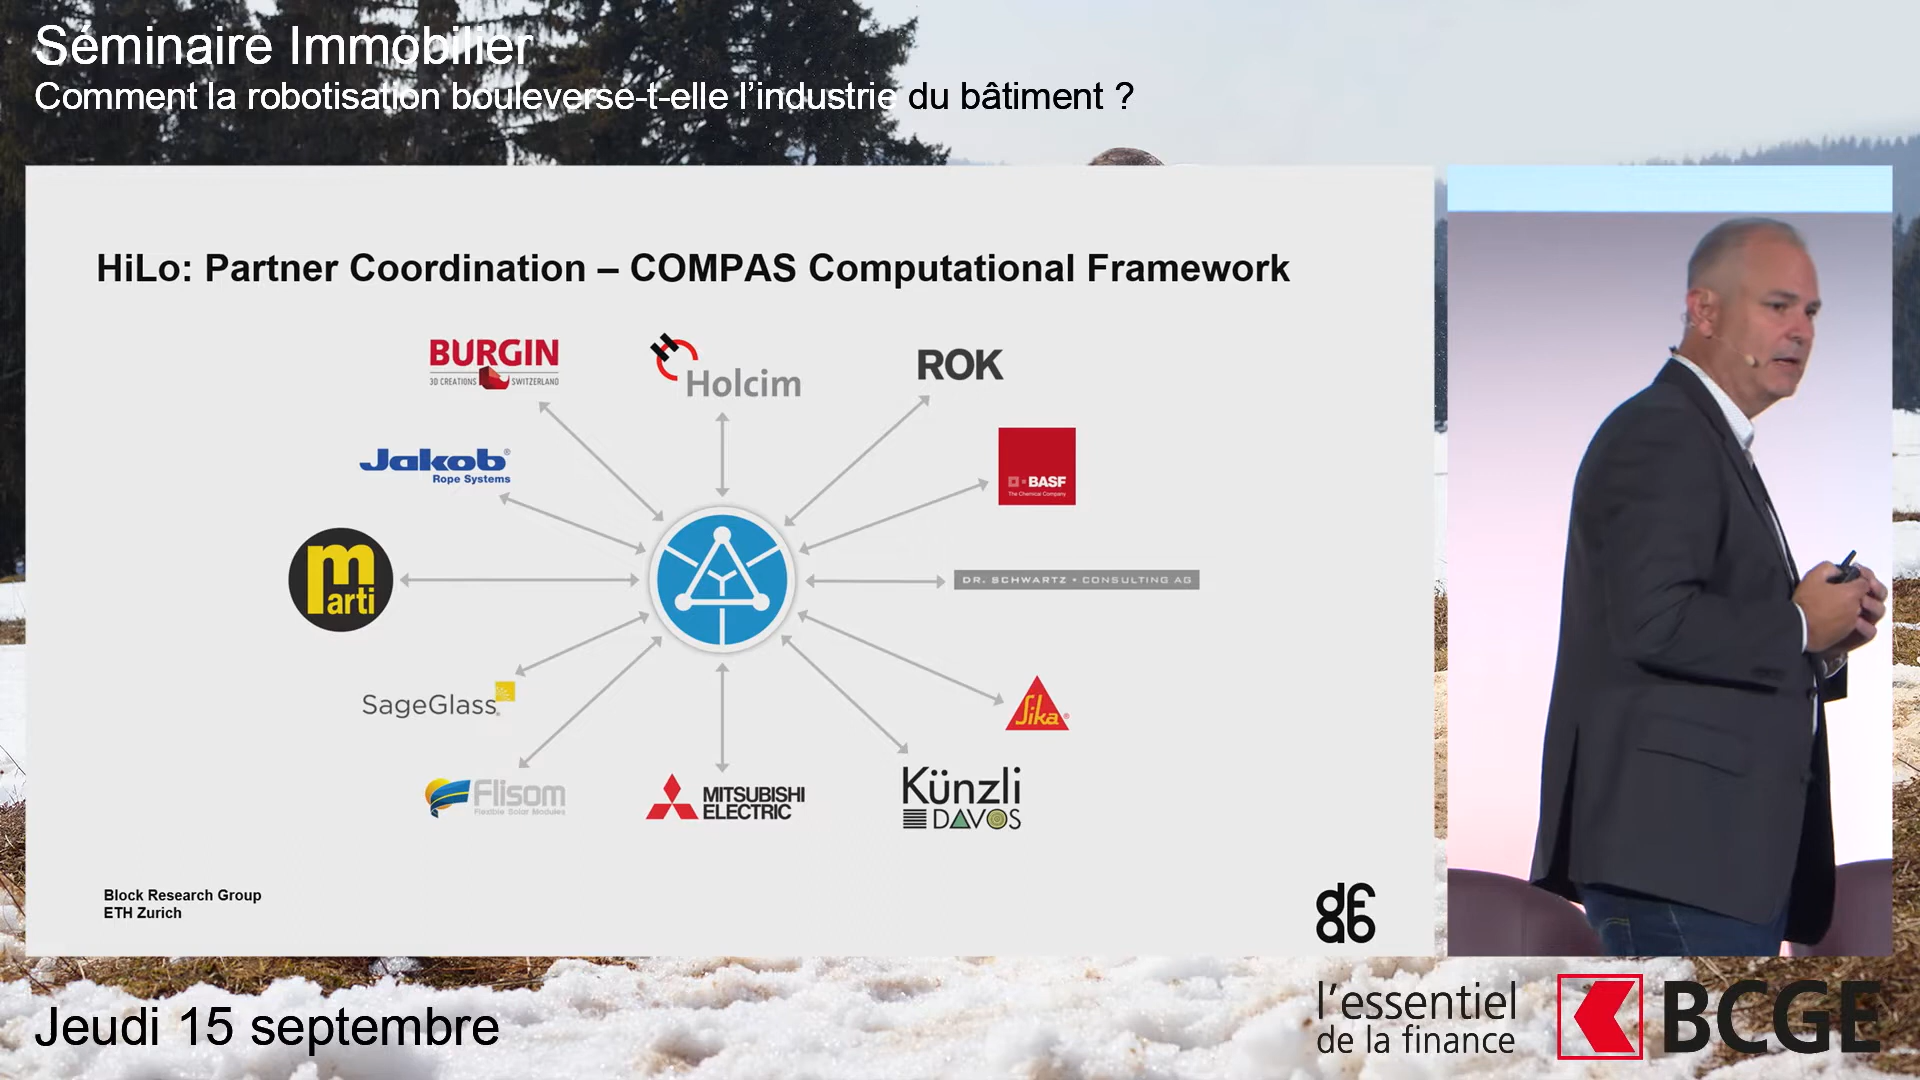 Séminaire Immobilier
Comment la robotisation bouleverse-t-elle l’industrie du bâtiment ?
HiLo: Partner Coordination – COMPAS Computational Framework
BURGIN
3D CREATIONS SWITZERLAND
Holcim
ROK
Jakob®
Rope Systems
BASF
The Chemical Company
marti
DR. SCHWARTZ • CONSULTING AG
SageGlass®
Sika®
Flisom
Flexible Solar Modules
MITSUBISHI
ELECTRIC
Künzli
DAVOS
Block Research Group
ETH Zurich
dfab
Jeudi 15 septembre
l’essentiel
de la finance
BCGE